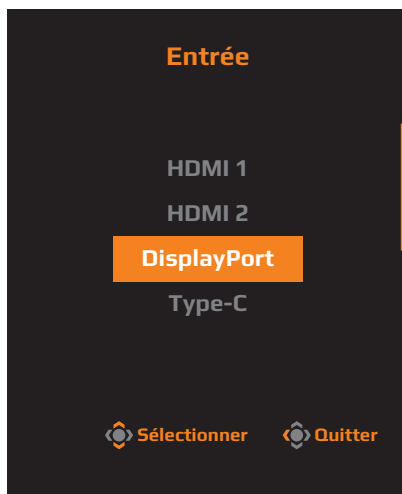 Entrée
HDMI 1
HDMI 2
DisplayPort
Type-C
Sélectionner Quitter